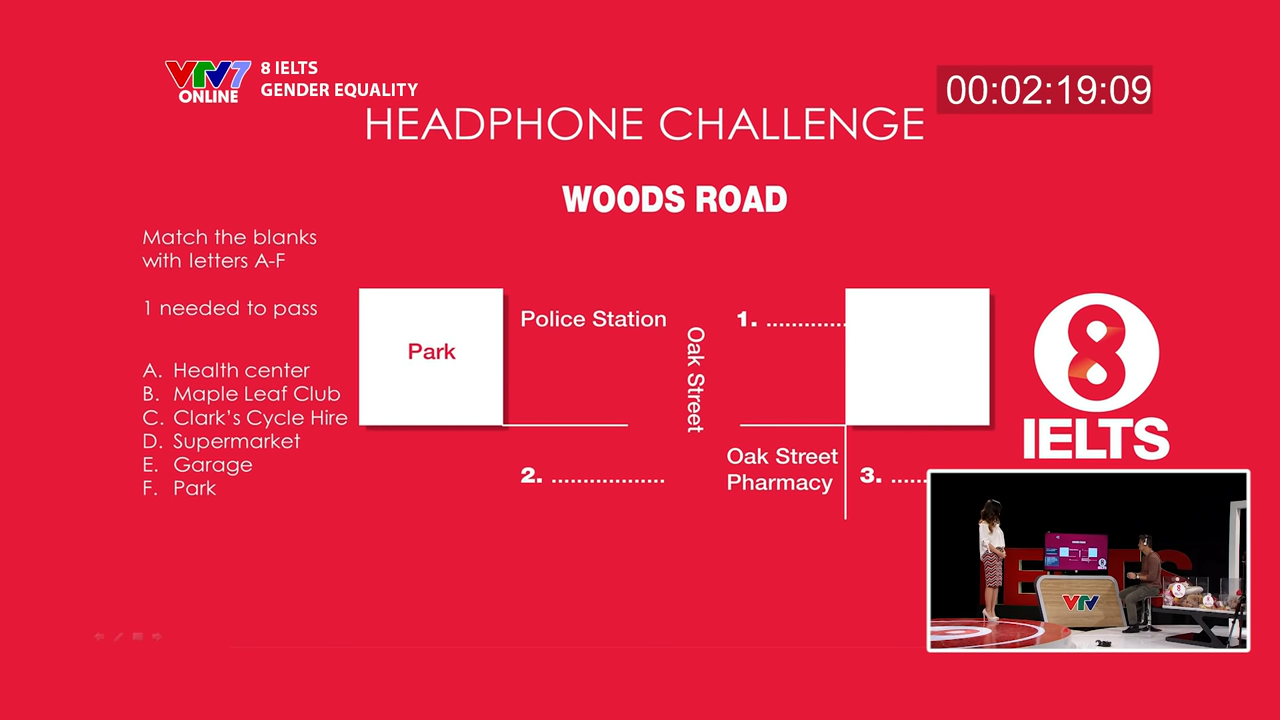 VTV7
ONLINE
8 IELTS
GENDER EQUALITY
00:02:19:09
HEADPHONE CHALLENGE
WOODS ROAD
Match the blanks
with letters A-F
1 needed to pass
A. Health center
B. Maple Leaf Club
C. Clark's Cycle Hire
D. Supermarket
E. Garage
F. Park
Park
Police Station
Oak Street
1. .............
2. ..................
Oak Street
Pharmacy
3. ......
8
IELTS
IELTS
VTV